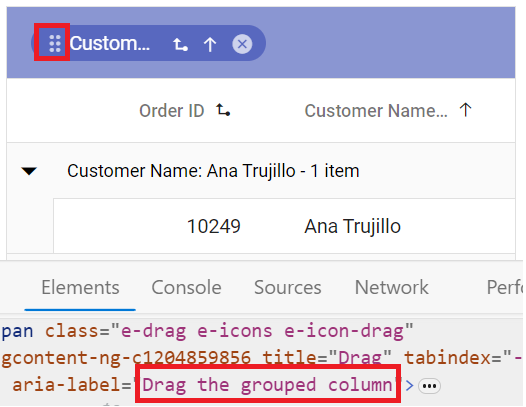 Custom...
Order ID Customer Name...
Customer Name: Ana Trujillo - 1 item
10249 Ana Trujillo
Elements Console Sources Network Perf
pan class="e-drag e-icons e-icon-drag"
gcontent-ng-c1204859856 title="Drag" tabindex="-
aria-label="Drag the grouped column">